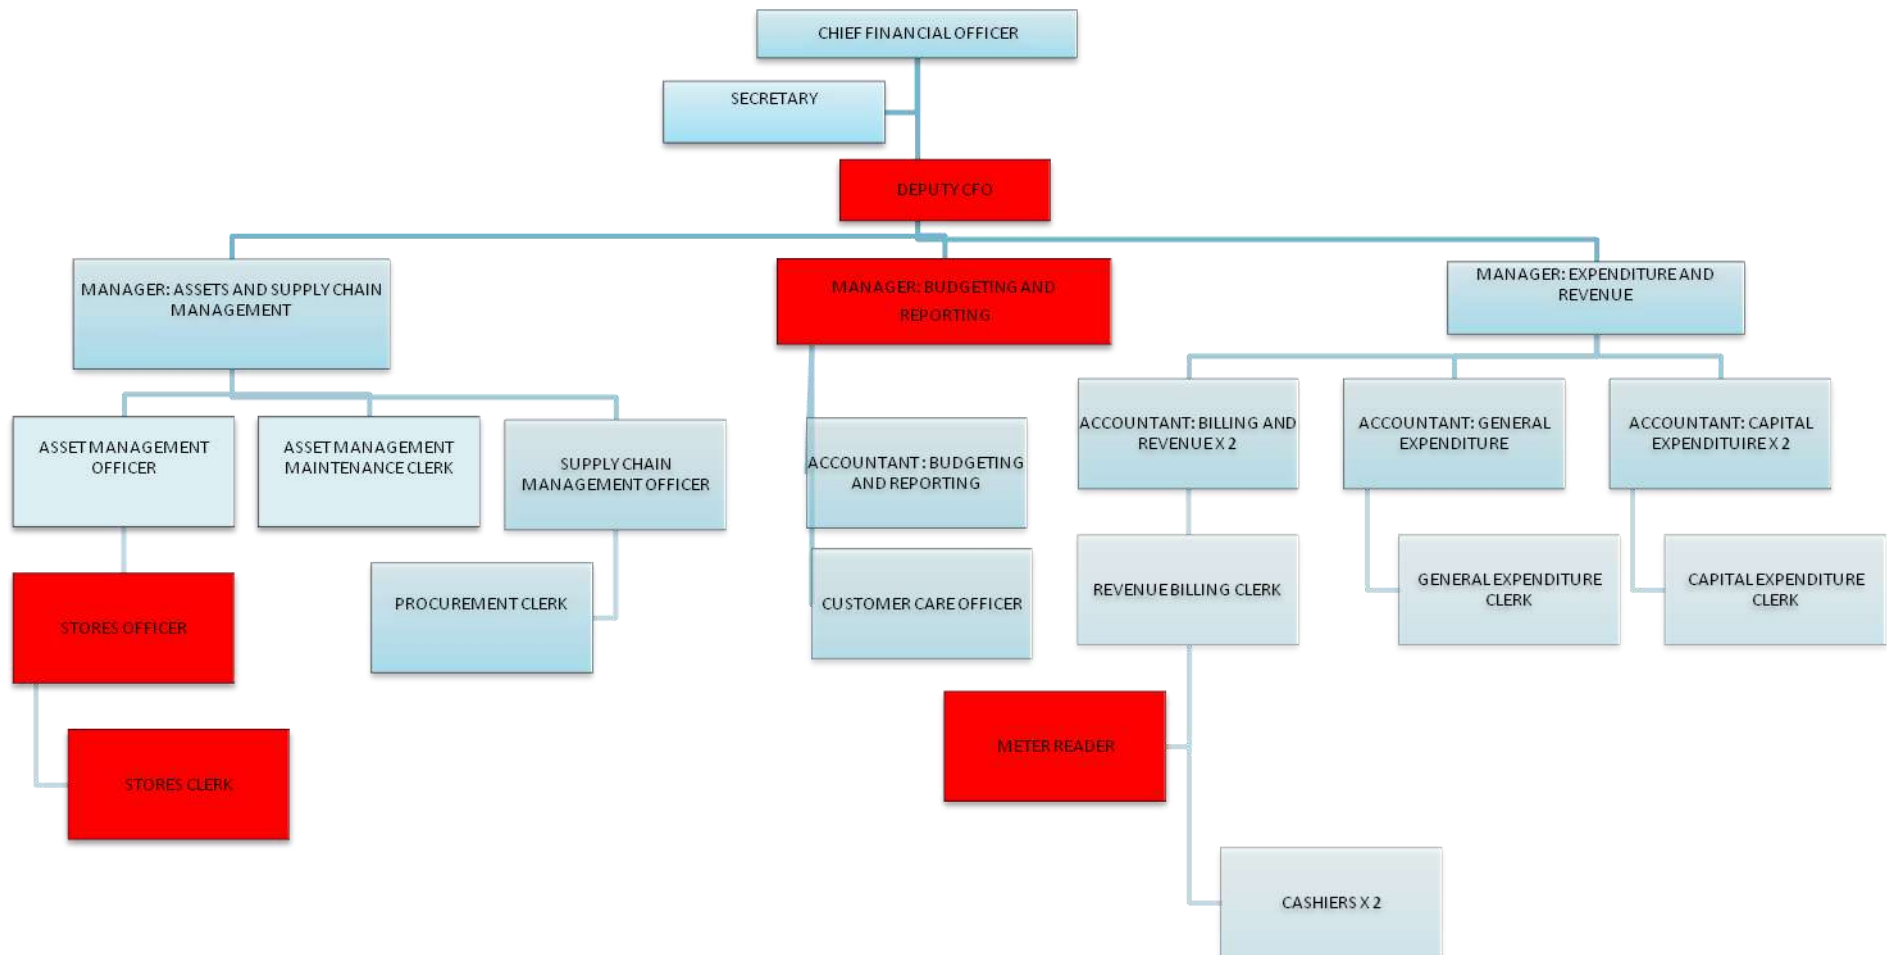 CHIEF FINANCIAL OFFICER
SECRETARY
DEPUTY CFO
MANAGER: ASSETS AND SUPPLY CHAIN
MANAGEMENT
MANAGER: BUDGETING AND
REPORTING
MANAGER: EXPENDITURE AND
REVENUE
ASSET MANAGEMENT
OFFICER
ASSET MANAGEMENT
MAINTENANCE CLERK
SUPPLY CHAIN
MANAGEMENT OFFICER
ACCOUNTANT : BUDGETING
AND REPORTING
ACCOUNTANT: BILLING AND
REVENUE X 2
ACCOUNTANT: GENERAL
EXPENDITURE
ACCOUNTANT: CAPITAL
EXPENDITUIRE X 2
STORES OFFICER
PROCUREMENT CLERK
CUSTOMER CARE OFFICER
REVENUE BILLING CLERK
GENERAL EXPENDITURE
CLERK
CAPITAL EXPENDITURE
CLERK
STORES CLERK
METER READER
CASHIERS X 2